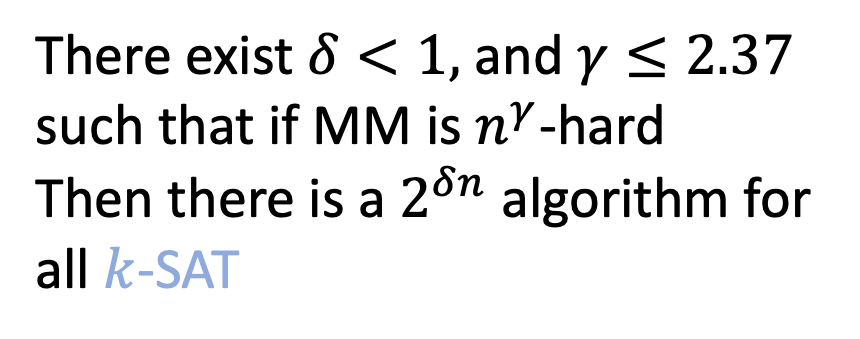 There exist δ < 1, and γ ≤ 2.37
such that if MM is n^γ-hard
Then there is a 2^{δn} algorithm for
all k-SAT